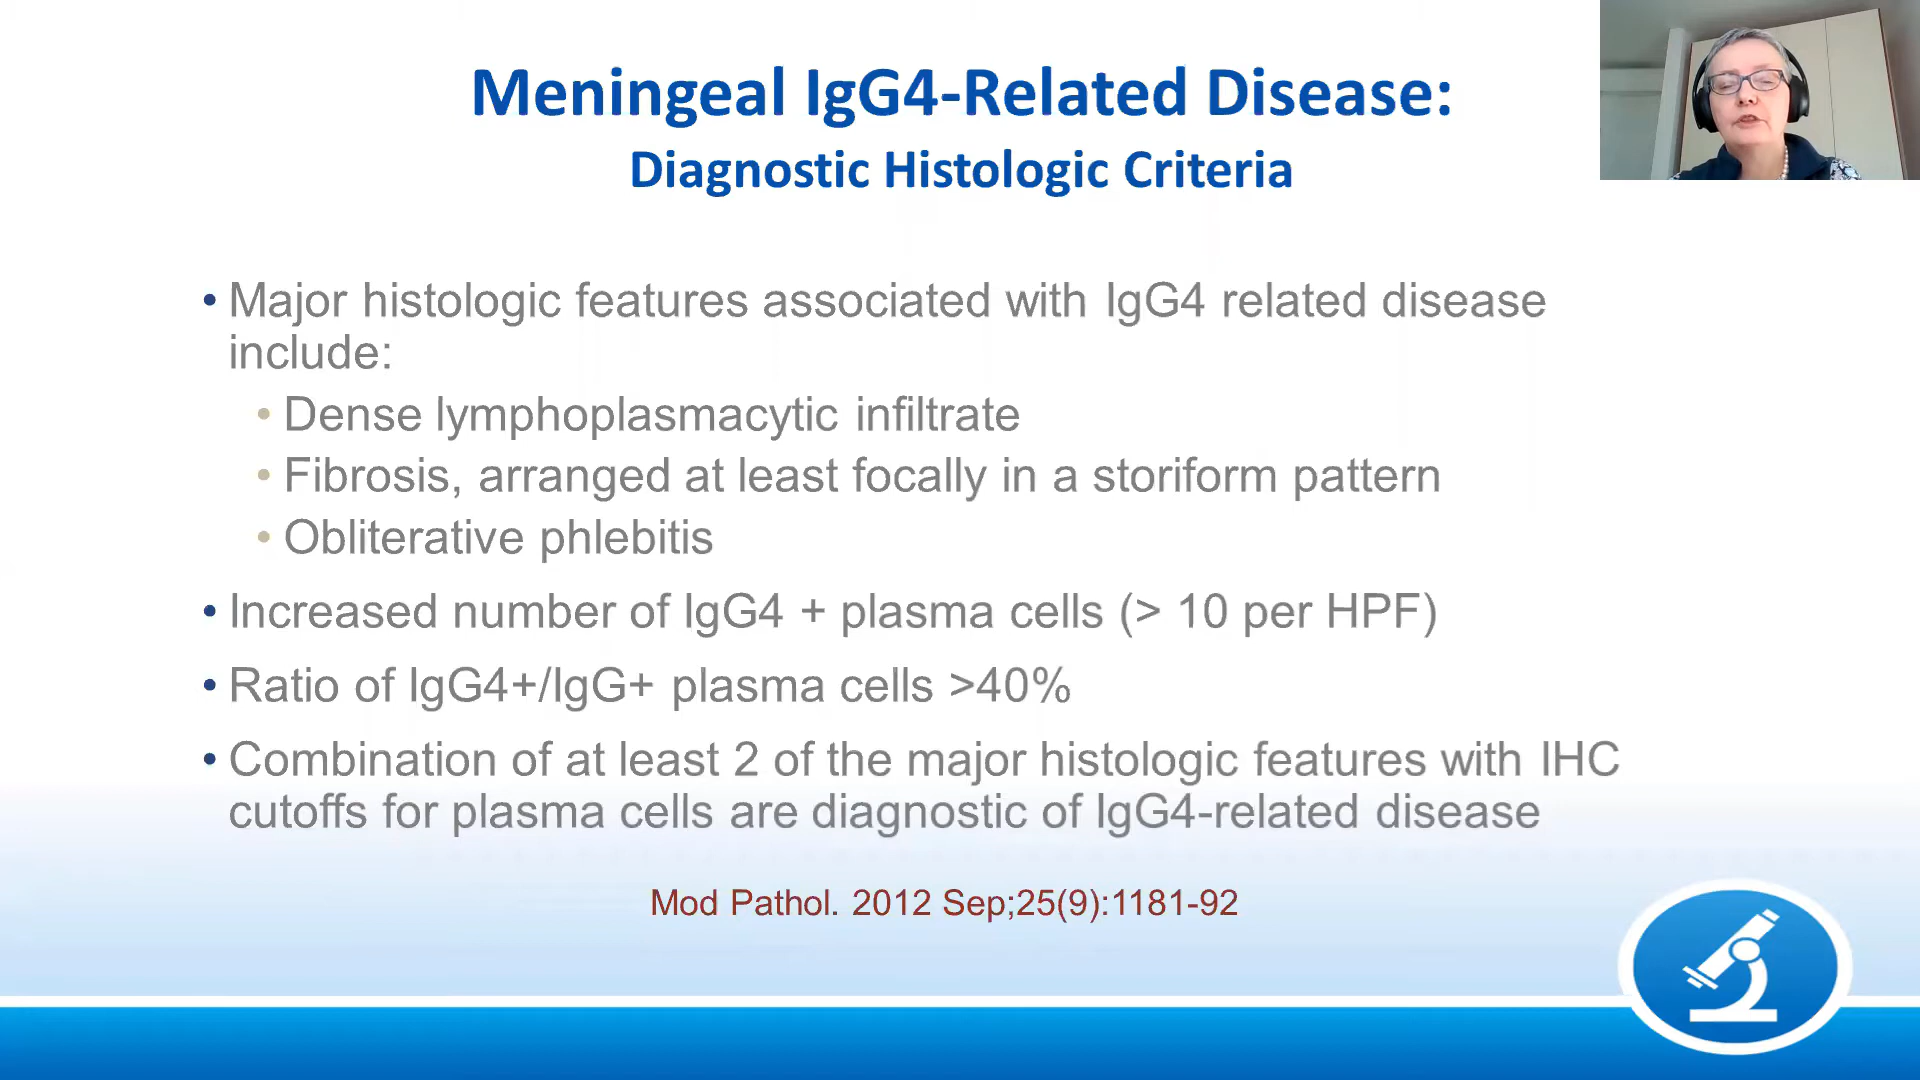 Meningeal IgG4-Related Disease:
Diagnostic Histologic Criteria
• Major histologic features associated with IgG4 related disease
include:
• Dense lymphoplasmacytic infiltrate
• Fibrosis, arranged at least focally in a storiform pattern
• Obliterative phlebitis
• Increased number of IgG4 + plasma cells (> 10 per HPF)
• Ratio of IgG4+/IgG+ plasma cells >40%
• Combination of at least 2 of the major histologic features with IHC
cutoffs for plasma cells are diagnostic of IgG4-related disease
Mod Pathol. 2012 Sep;25(9):1181-92